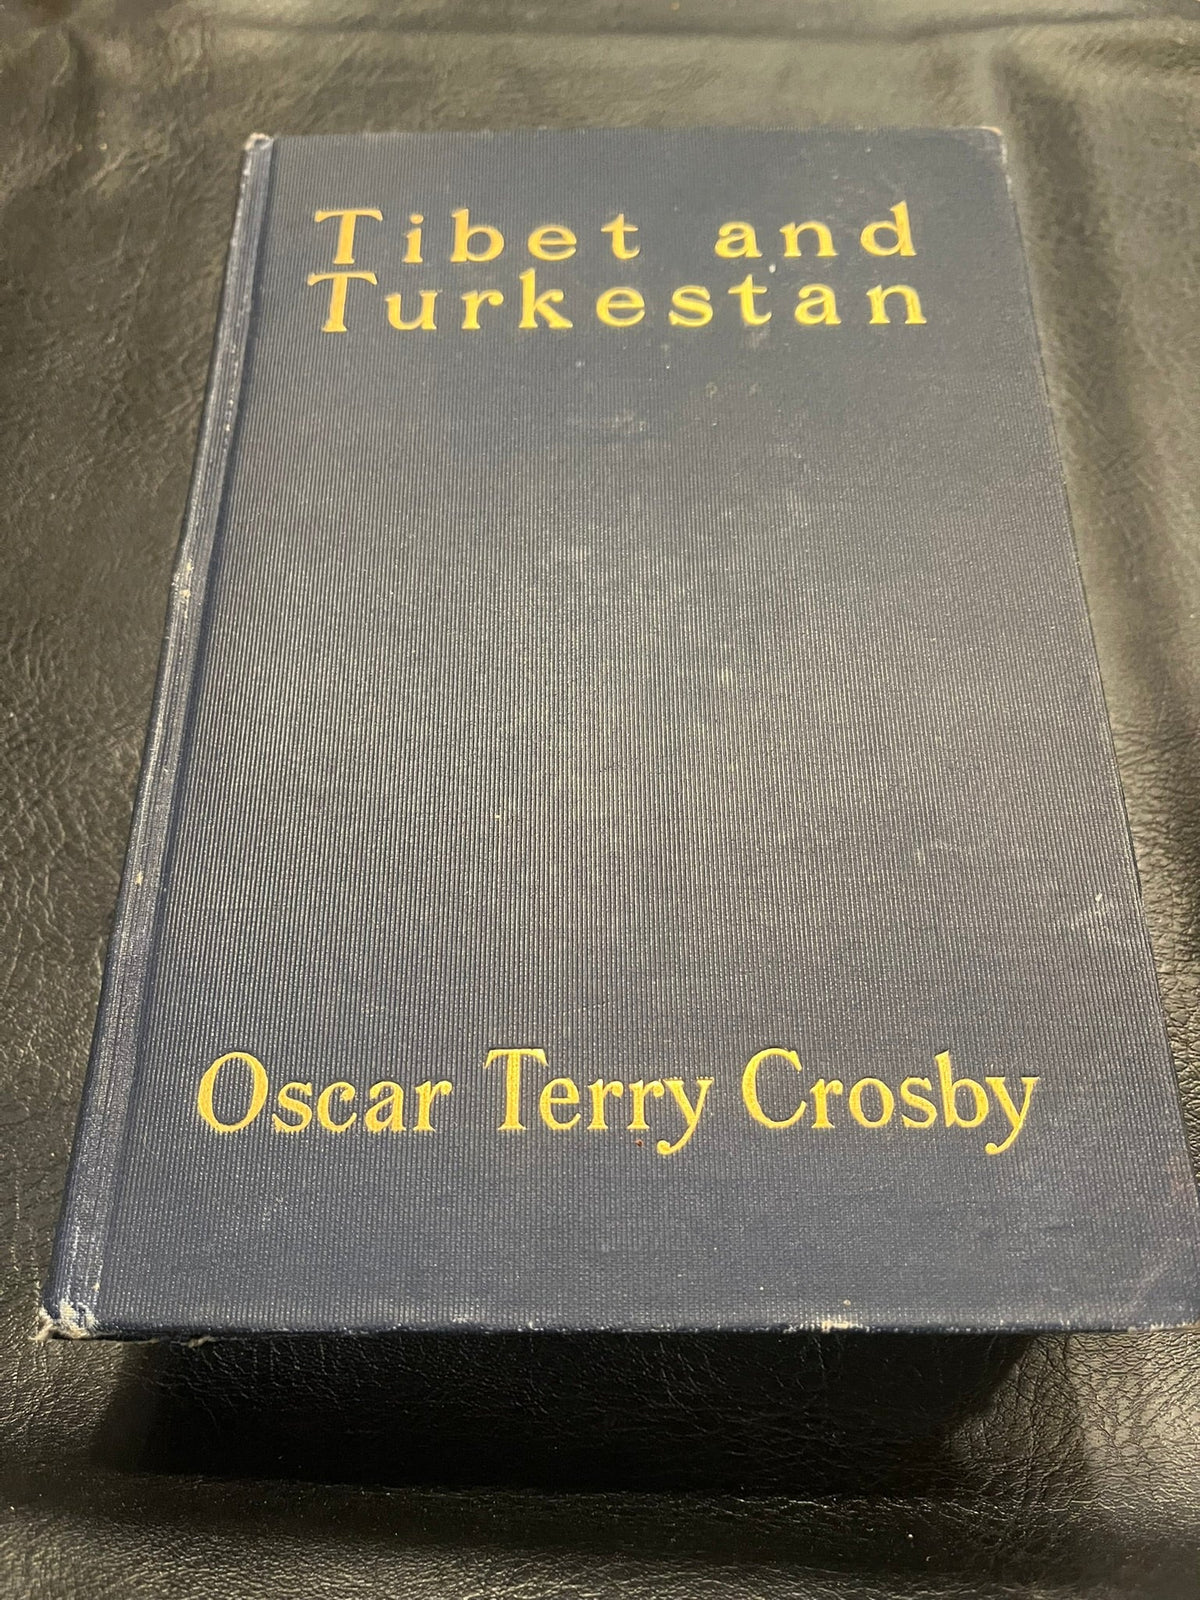 Tibet and
Turkestan
Oscar Terry Crosby